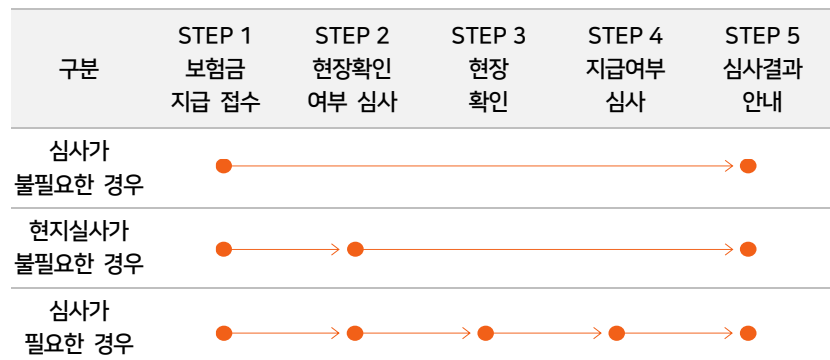 구분
STEP 1
보험금
지급 접수
STEP 2
현장확인
여부 심사
STEP 3
현장
확인
STEP 4
지급여부
심사
STEP 5
심사결과
안내
심사가
불필요한 경우
현지실사가
불필요한 경우
심사가
필요한 경우